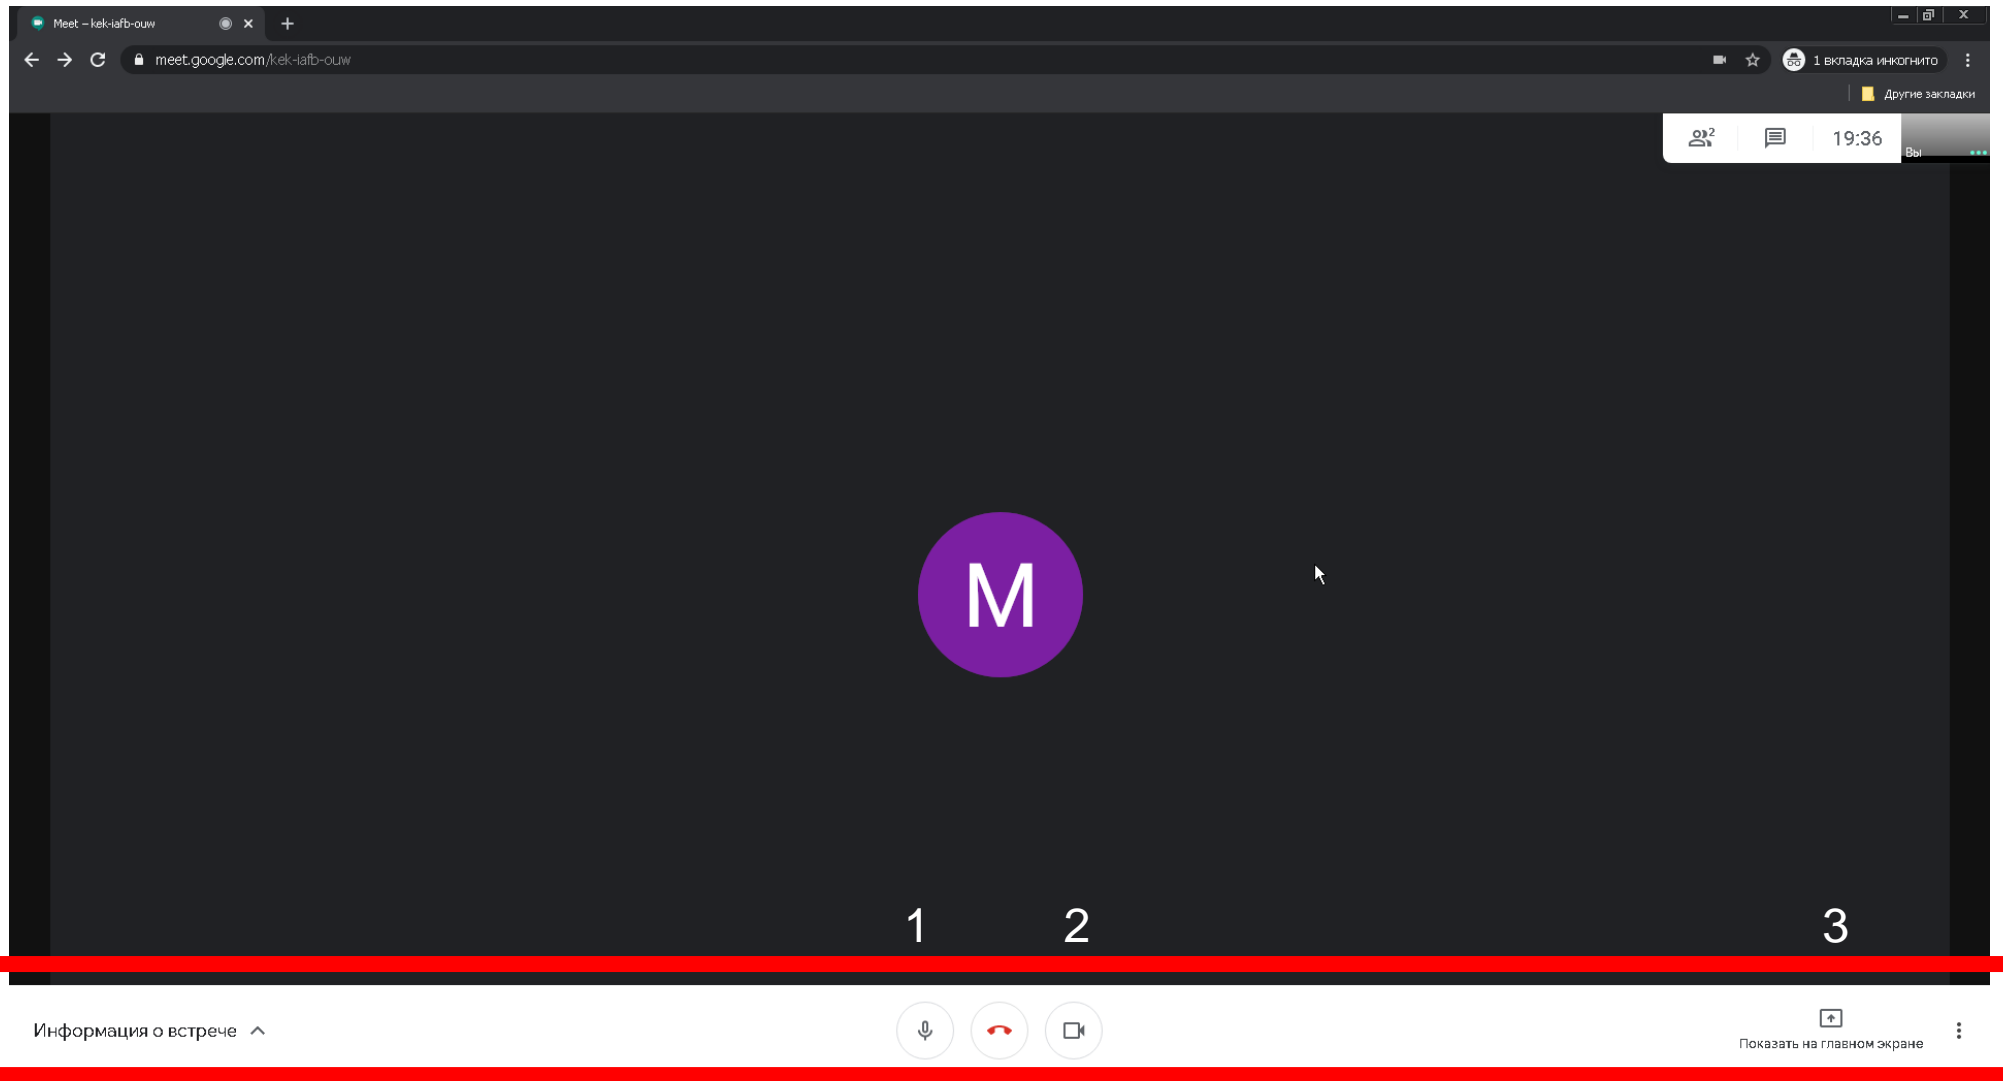 Meet – kek-iafb-ouw
meet.google.com/kek-iafb-ouw
1 вкладка инкогнито
Другие закладки
2
19:36
Вы
M
1 2 3
Информация о встрече
Показать на главном экране